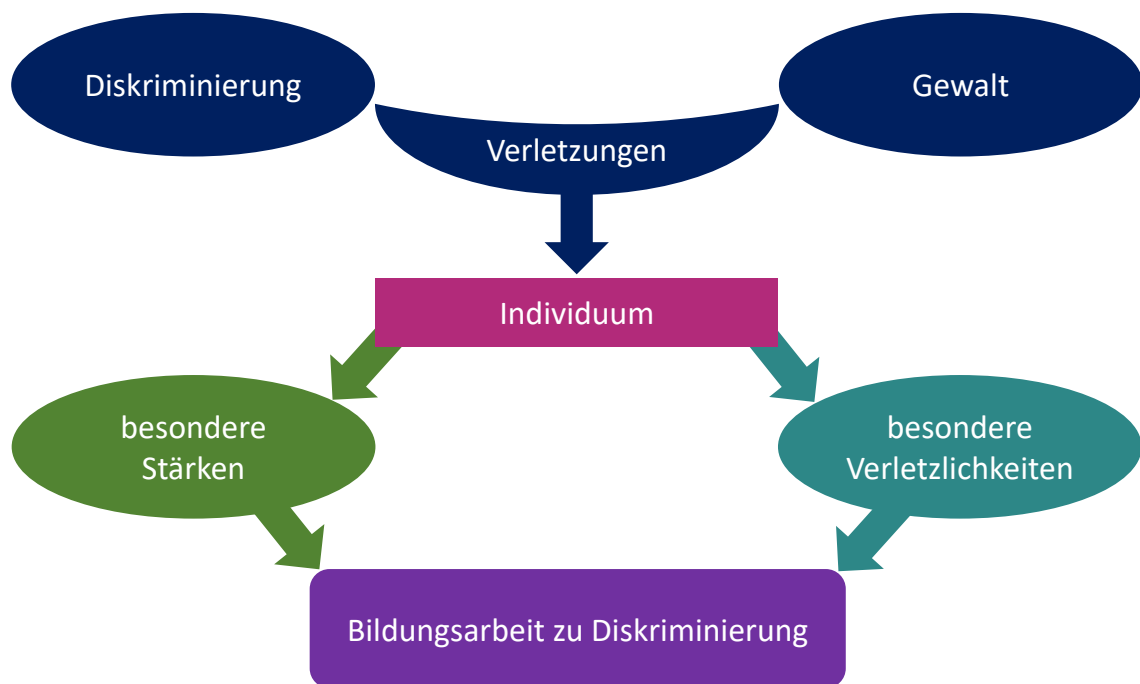 Diskriminierung
Gewalt
Verletzungen
Individuum
besondere
Stärken
besondere
Verletzlichkeiten
Bildungsarbeit zu Diskriminierung